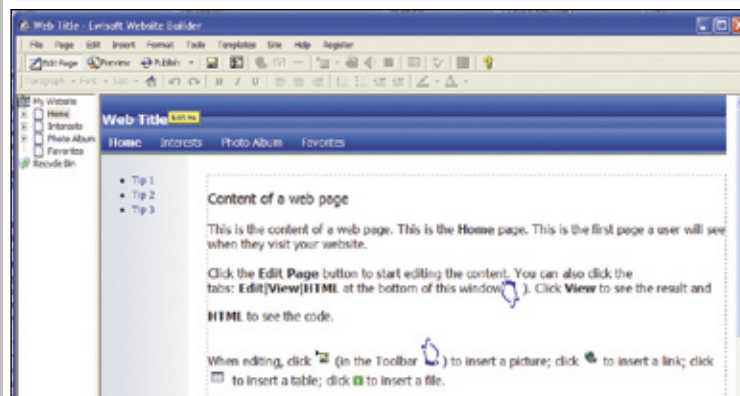 Web Title - Ewisoft Website Builder
File Page Edit Insert Format Tools Templates Site Help Register
Edit Page Preview Publish
Paragraph Font Size B I U A
My Website
Home
Interests
Photo Album
Favorites
Recycle Bin
Web Title Edit Me
Home Interests Photo Album Favorites
Tip 1
Tip 2
Tip 3
Content of a web page
This is the content of a web page. This is the Home page. This is the first page a user will see
when they visit your website.
Click the Edit Page button to start editing the content. You can also click the
tabs: Edit|View|HTML at the bottom of this window ). Click View to see the result and
HTML to see the code.
When editing, click (in the Toolbar ) to insert a picture; click to insert a link; click
to insert a table; click to insert a file.